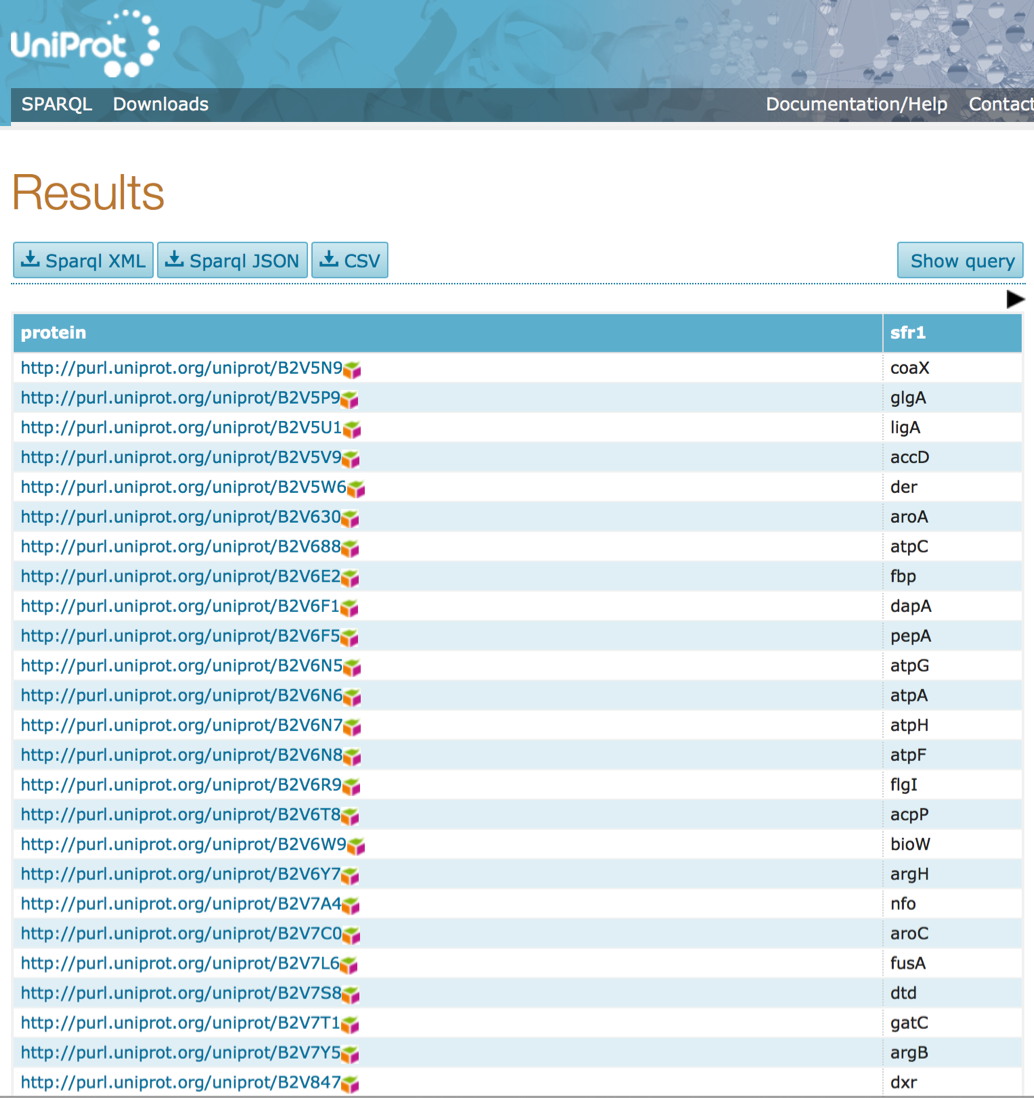 UniProt
SPARQL Downloads Documentation/Help Contact
Results
Sparql XML Sparql JSON CSV Show query
protein sfr1
http://purl.uniprot.org/uniprot/B2V5N9 coaX
http://purl.uniprot.org/uniprot/B2V5P9 glgA
http://purl.uniprot.org/uniprot/B2V5U1 ligA
http://purl.uniprot.org/uniprot/B2V5V9 accD
http://purl.uniprot.org/uniprot/B2V5W6 der
http://purl.uniprot.org/uniprot/B2V630 aroA
http://purl.uniprot.org/uniprot/B2V688 atpC
http://purl.uniprot.org/uniprot/B2V6E2 fbp
http://purl.uniprot.org/uniprot/B2V6F1 dapA
http://purl.uniprot.org/uniprot/B2V6F5 pepA
http://purl.uniprot.org/uniprot/B2V6N5 atpG
http://purl.uniprot.org/uniprot/B2V6N6 atpA
http://purl.uniprot.org/uniprot/B2V6N7 atpH
http://purl.uniprot.org/uniprot/B2V6N8 atpF
http://purl.uniprot.org/uniprot/B2V6R9 flgI
http://purl.uniprot.org/uniprot/B2V6T8 acpP
http://purl.uniprot.org/uniprot/B2V6W9 bioW
http://purl.uniprot.org/uniprot/B2V6Y7 argH
http://purl.uniprot.org/uniprot/B2V7A4 nfo
http://purl.uniprot.org/uniprot/B2V7C0 aroC
http://purl.uniprot.org/uniprot/B2V7L6 fusA
http://purl.uniprot.org/uniprot/B2V7S8 dtd
http://purl.uniprot.org/uniprot/B2V7T1 gatC
http://purl.uniprot.org/uniprot/B2V7Y5 argB
http://purl.uniprot.org/uniprot/B2V847 dxr